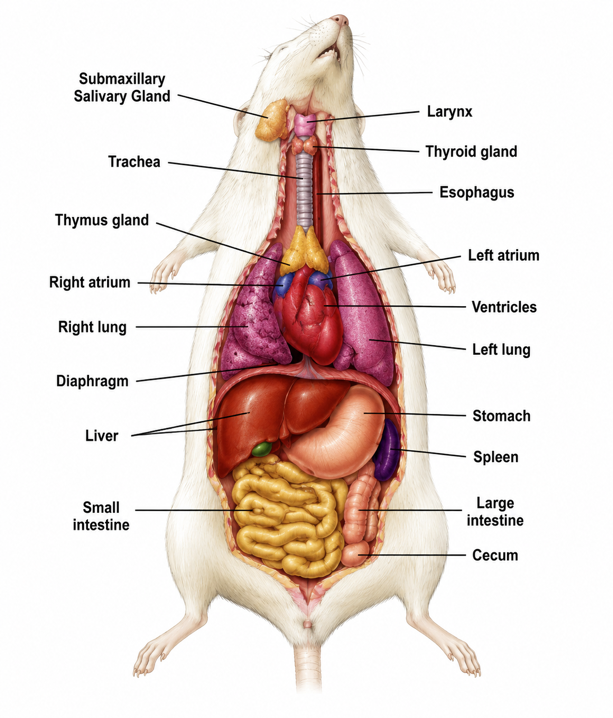 Submaxillary
Salivary Gland
Larynx
Thyroid gland
Trachea
Esophagus
Thymus gland
Left atrium
Right atrium
Ventricles
Right lung
Left lung
Diaphragm
Stomach
Liver
Spleen
Small
intestine
Large
intestine
Cecum